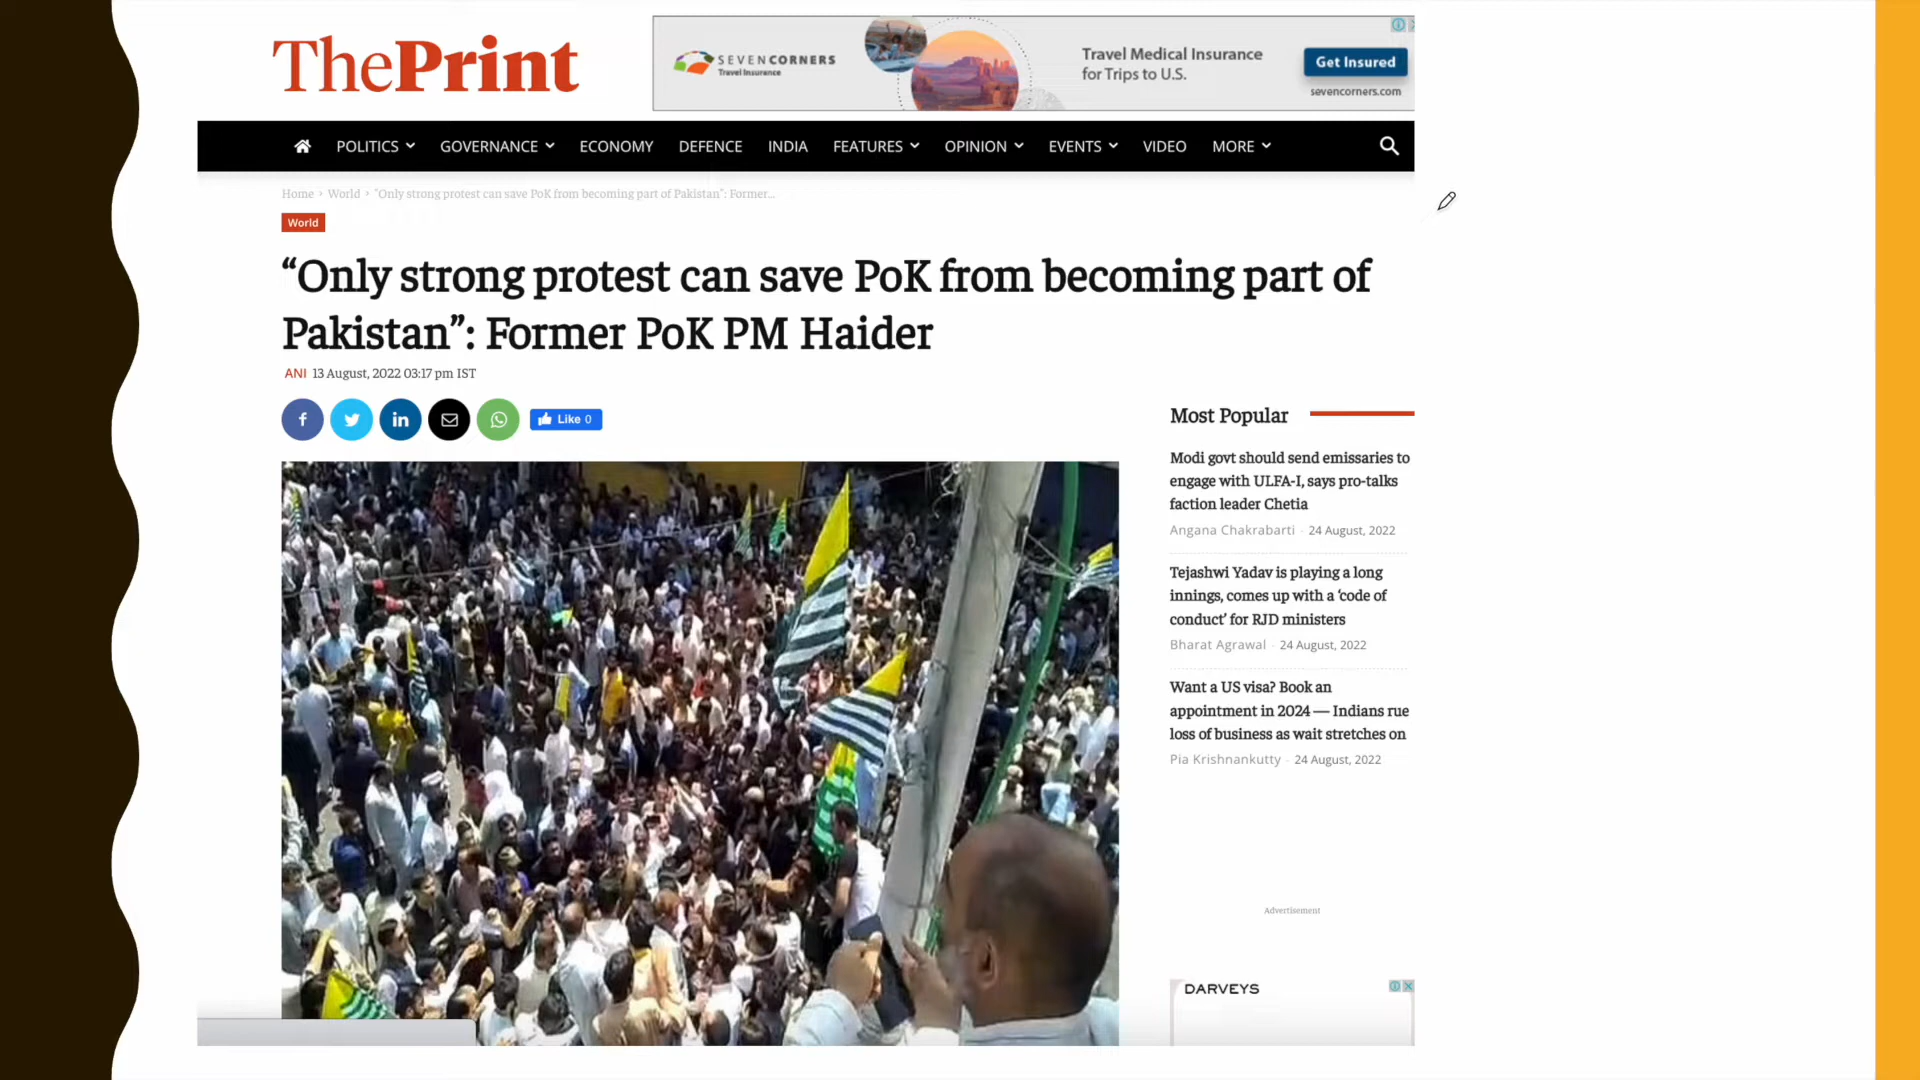 ThePrint
SEVENCORNERS
Travel Insurance
Travel Medical Insurance
for Trips to U.S.
Get Insured
sevencorners.com
POLITICS GOVERNANCE ECONOMY DEFENCE INDIA FEATURES OPINION EVENTS VIDEO MORE
Home › World › "Only strong protest can save PoK from becoming part of Pakistan": Former...
World
“Only strong protest can save PoK from becoming part of
Pakistan”: Former PoK PM Haider
ANI 13 August, 2022 03:17 pm IST
Like 0
Most Popular
Modi govt should send emissaries to
engage with ULFA-I, says pro-talks
faction leader Chetia
Angana Chakrabarti - 24 August, 2022
Tejashwi Yadav is playing a long
innings, comes up with a ‘code of
conduct’ for RJD ministers
Bharat Agrawal - 24 August, 2022
Want a US visa? Book an
appointment in 2024 — Indians rue
loss of business as wait stretches on
Pia Krishnankutty - 24 August, 2022
Advertisement
DARVEYS